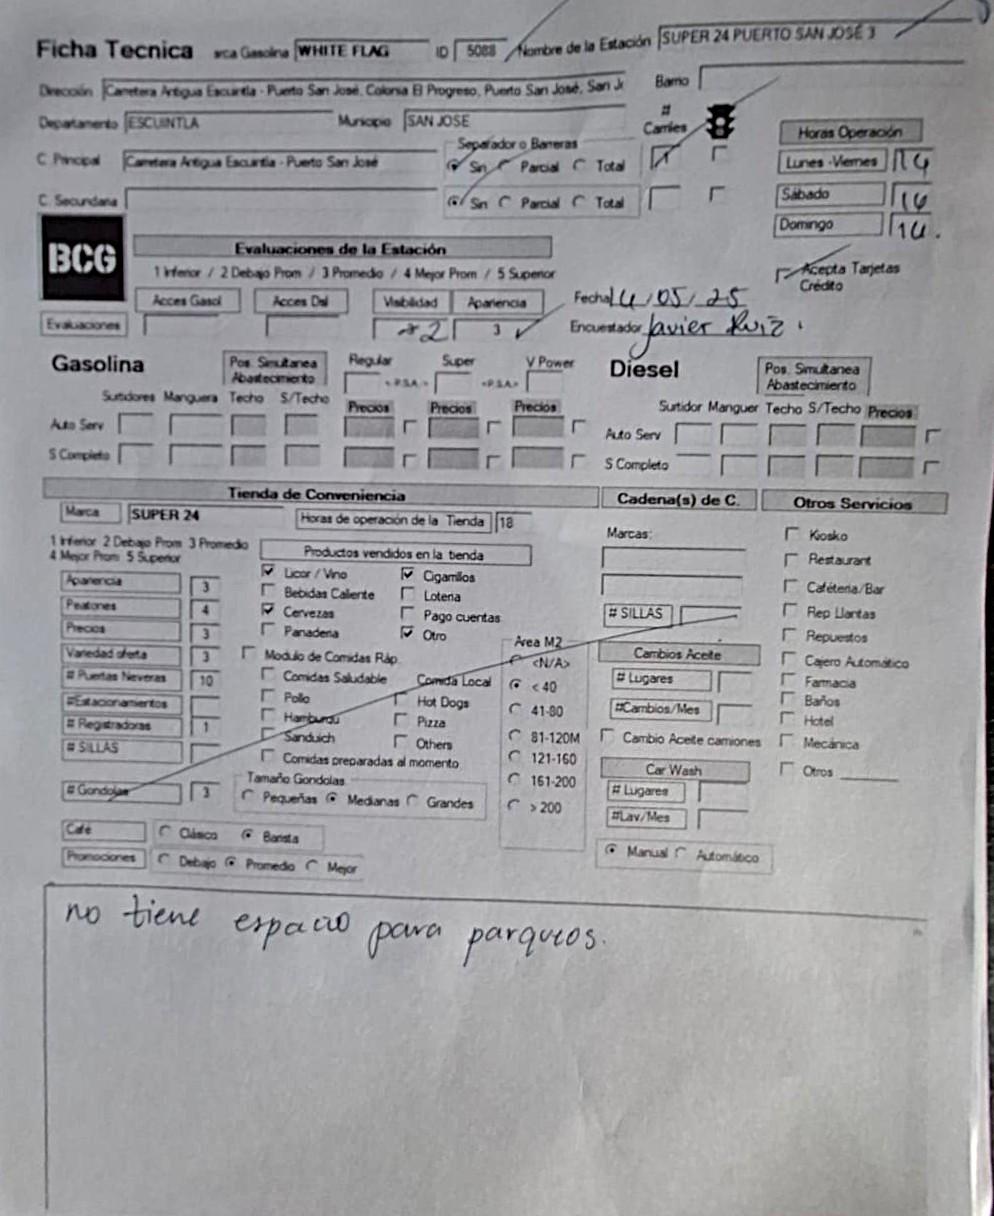 Ficha Tecnica arca Gasolina WHITE FLAG ID 5088 Nombre de la Estación SUPER 24 PUERTO SAN JOSÉ 3
Dirección Carretera Antigua Escuintla - Puerto San José, Colonia El Progreso, Puerto San José, San J Barrio
Departamento ESCUINTLA Municipio SAN JOSE # Carriles
Separador o Barreras Horas Operación
C. Principal Carretera Antigua Escuintla - Puerto San José Sin Parcial Total Lunes -Viernes 14
C. Secundaria Sin Parcial Total Sábado 14
Domingo 14.
BCG
Evaluaciones de la Estación
1 Inferior / 2 Debajo Prom / 3 Promedio / 4 Mejor Prom / 5 Superior Acepta Tarjetas Crédito
Acces Gasol Acces Dsl Visibilidad Apariencia Fecha 14/05/25
Evaluaciones 2 3 Encuestador Javier Ruiz.
Gasolina Pos. Simultanea Abastecimiento Regular Super V Power Diesel Pos. Simultanea Abastecimiento
< P.S.A. > <P.S.A.>
Surtidores Manguera Techo S/Techo Precios Precios Precios Surtidor Manguer Techo S/Techo Precios
Auto Serv Auto Serv
S Completo S Completo
Tienda de Conveniencia Cadena(s) de C. Otros Servicios
Marca SUPER 24 Horas de operación de la Tienda 18 Marcas: Kiosko
1 Inferior 2 Debajo Prom 3 Promedio
4 Mejor Prom 5 Superior Productos vendidos en la tienda Restaurant
Apariencia 3 Licor / Vino Cigarrillos Caféteria/Bar
Peatones 4 Bebidas Caliente Loteria # SILLAS Rep Llantas
Precios 3 Cervezas Pago cuentas Repuestos
Variedad oferta 3 Panaderia Otro Area M2 Cambios Aceite Cajero Automático
# Puertas Neveras 10 Modulo de Comidas Ráp. <N/A> # Lugares Farmacia
#Estacionamientos Comidas Saludable Comida Local < 40 #Cambios/Mes Baños
# Registradoras 1 Pollo Hot Dogs 41-80 Hotel
# SILLAS Hamburgu Pizza 81-120M Cambio Aceite camiones Mecánica
Sanduich Others 121-160 Car Wash Otros
Comidas preparadas al momento 161-200 # Lugares
# Gondolas 3 Tamaño Gondolas > 200 #Lav/Mes
Pequeñas Medianas Grandes
Café Clásico Barista Manual Automático
Promociones Debajo Promedio Mejor
no tiene espacio para parqueos.